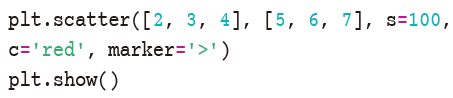 plt.scatter([2, 3, 4], [5, 6, 7], s=100,
c='red', marker='>')
plt.show()